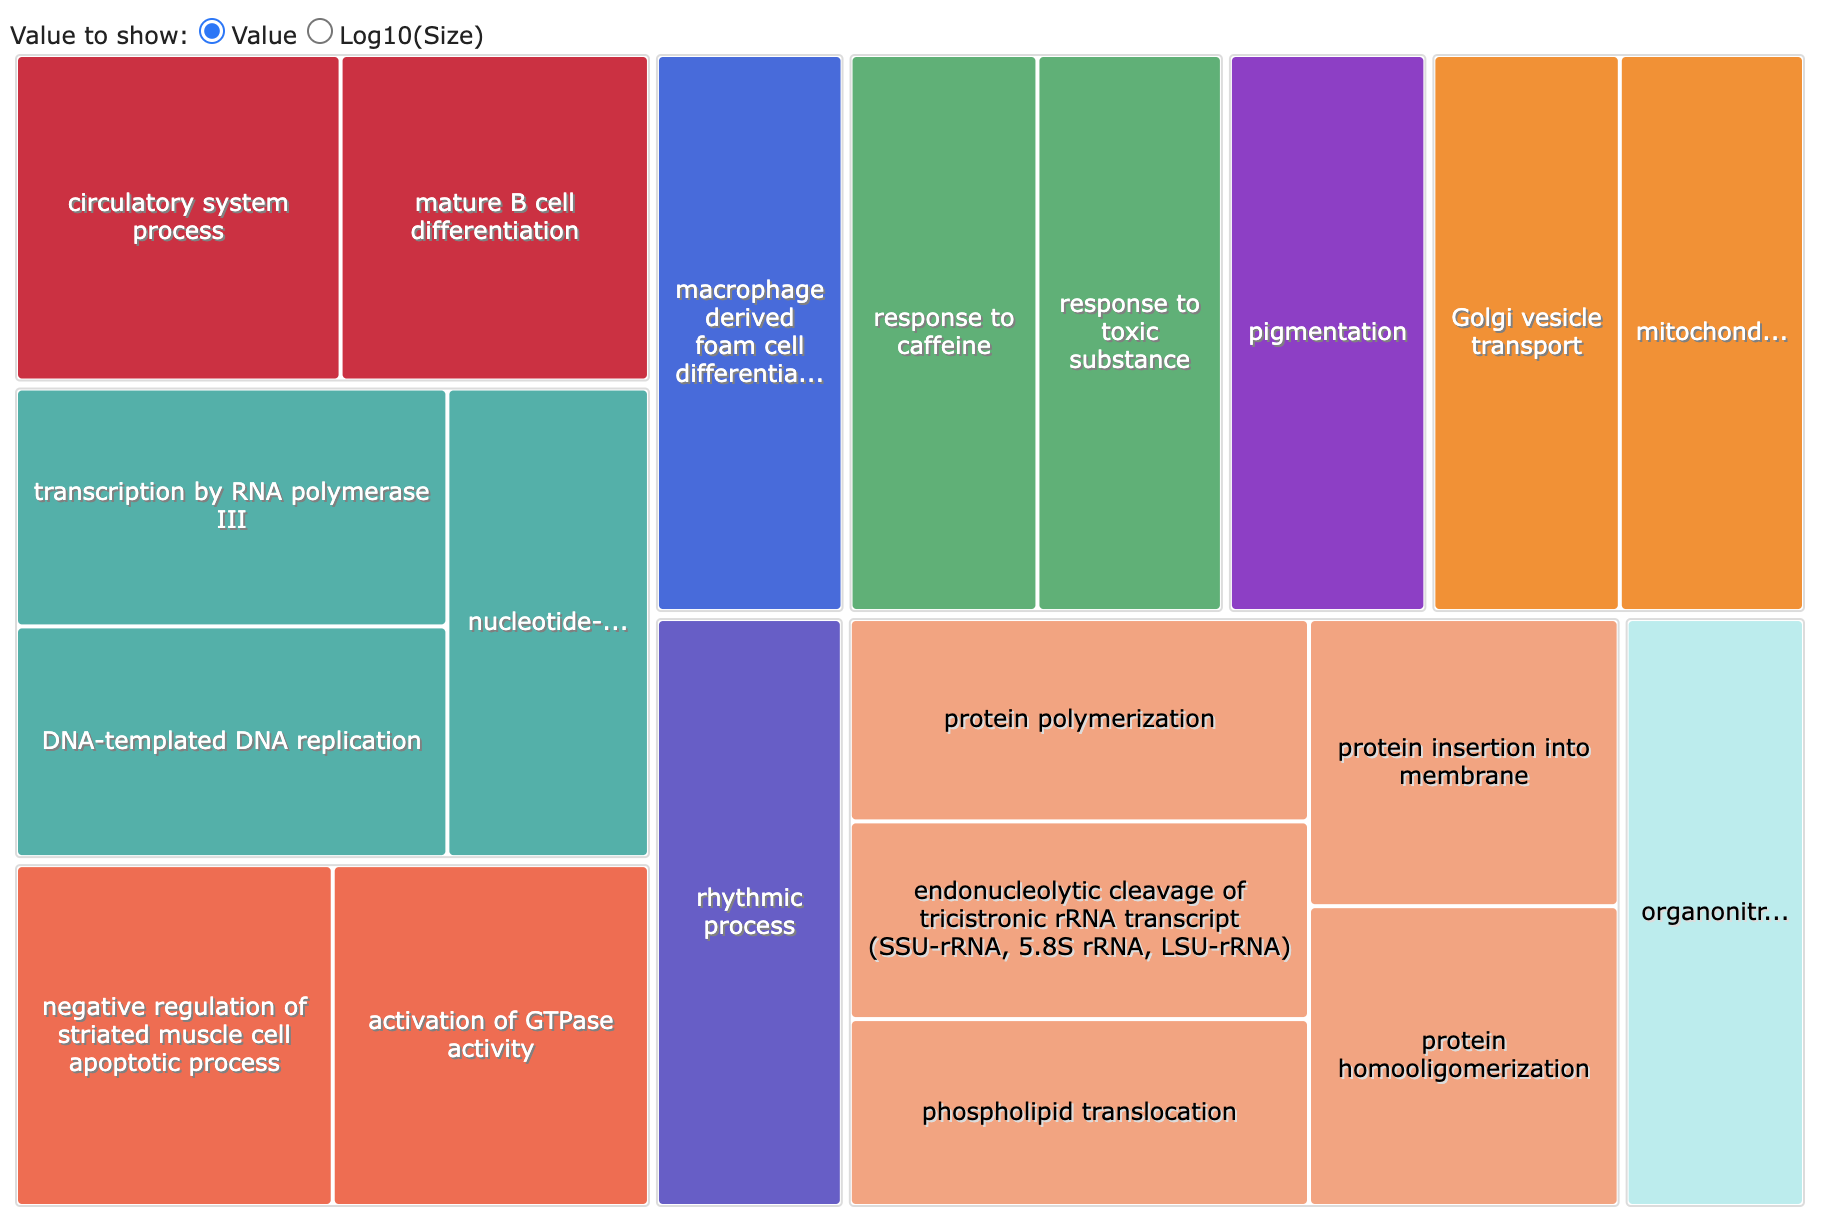 Value to show: Value Log10(Size)
circulatory system
process
mature B cell
differentiation
macrophage
derived
foam cell
differentia...
response to
caffeine
response to
toxic
substance
pigmentation
Golgi vesicle
transport
mitochond...
transcription by RNA polymerase
III
nucleotide-...
DNA-templated DNA replication
negative regulation of
striated muscle cell
apoptotic process
activation of GTPase
activity
rhythmic
process
protein polymerization
protein insertion into
membrane
endonucleolytic cleavage of
tricistronic rRNA transcript
(SSU-rRNA, 5.8S rRNA, LSU-rRNA)
phospholipid translocation
protein
homooligomerization
organonitr...